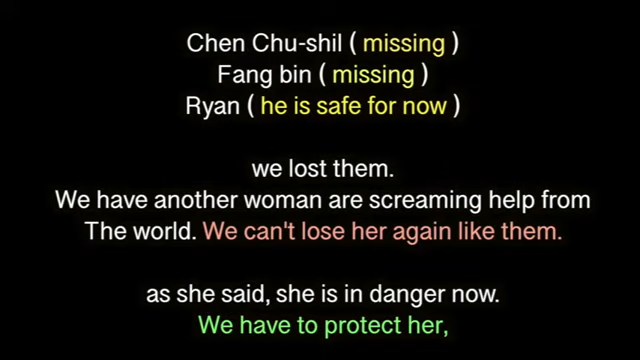 Chen Chu-shil ( missing )
Fang bin ( missing )
Ryan ( he is safe for now )
we lost them.
We have another woman are screaming help from
The world. We can't lose her again like them.
as she said, she is in danger now.
We have to protect her,